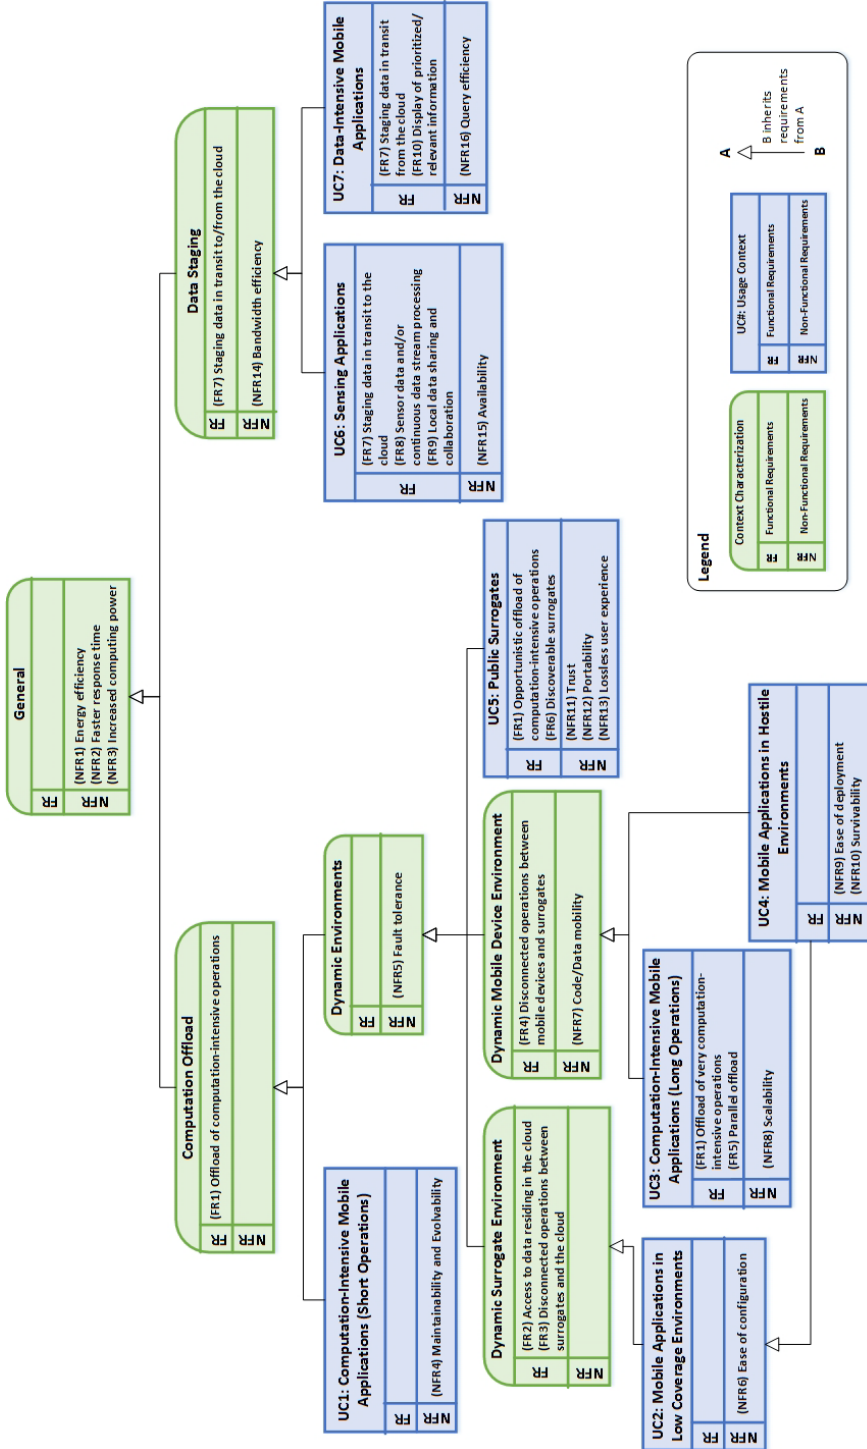 General
FR
NFR
(NFR1) Energy efficiency
(NFR2) Faster response time
(NFR3) Increased computing power
Computation Offload
FR
(FR1) Offload of computation-intensive operations
NFR
Data Staging
FR
(FR7) Staging data in transit to/from the cloud
NFR
(NFR14) Bandwidth efficiency
UC1: Computation-Intensive Mobile
Applications (Short Operations)
FR
NFR
(NFR4) Maintainability and Evolvability
Dynamic Environments
FR
NFR
(NFR5) Fault tolerance
UC6: Sensing Applications
FR
(FR7) Staging data in transit to the
cloud
(FR8) Sensor data and/or
continuous data stream processing
(FR9) Local data sharing and
collaboration
NFR
(NFR15) Availability
UC7: Data-Intensive Mobile
Applications
FR
(FR7) Staging data in transit
from the cloud
(FR10) Display of prioritized/
relevant information
NFR
(NFR16) Query efficiency
Dynamic Surrogate Environment
FR
(FR2) Access to data residing in the cloud
(FR3) Disconnected operations between
surrogates and the cloud
NFR
Dynamic Mobile Device Environment
FR
(FR4) Disconnected operations between
mobile devices and surrogates
NFR
(NFR7) Code/Data mobility
UC5: Public Surrogates
FR
(FR1) Opportunistic offload of
computation-intensive operations
(FR6) Discoverable surrogates
NFR
(NFR11) Trust
(NFR12) Portability
(NFR13) Lossless user experience
UC2: Mobile Applications in
Low Coverage Environments
FR
NFR
(NFR6) Ease of configuration
UC3: Computation-Intensive Mobile
Applications (Long Operations)
FR
(FR1) Offload of very computation-
intensive operations
(FR5) Parallel offload
NFR
(NFR8) Scalability
UC4: Mobile Applications in Hostile
Environments
FR
NFR
(NFR9) Ease of deployment
(NFR10) Survivability
Legend
Context Characterization
FR
Functional Requirements
NFR
Non-Functional Requirements
UC#: Usage Context
FR
Functional Requirements
NFR
Non-Functional Requirements
A
B inherits
requirements
from A
B